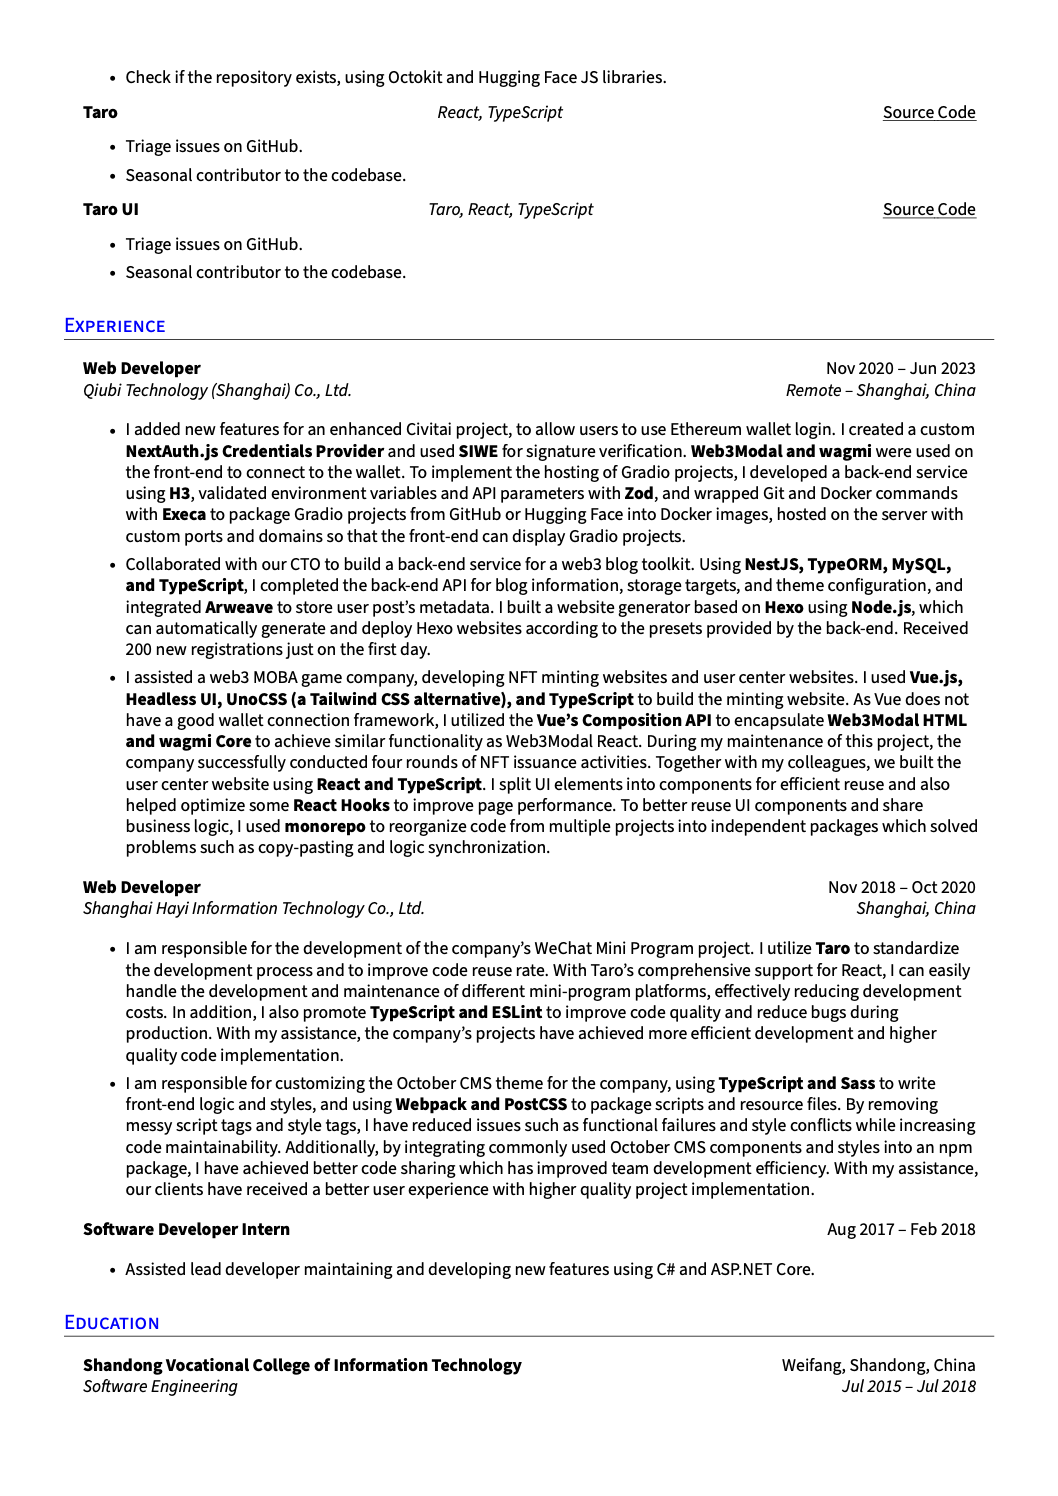 • Check if the repository exists, using Octokit and Hugging Face JS libraries.
Taro React, TypeScript Source Code
• Triage issues on GitHub.
• Seasonal contributor to the codebase.
Taro UI Taro, React, TypeScript Source Code
• Triage issues on GitHub.
• Seasonal contributor to the codebase.
EXPERIENCE
Web Developer Nov 2020 – Jun 2023
Qiubi Technology (Shanghai) Co., Ltd. Remote – Shanghai, China
• I added new features for an enhanced Civitai project, to allow users to use Ethereum wallet login. I created a custom
NextAuth.js Credentials Provider and used SIWE for signature verification. Web3Modal and wagmi were used on
the front-end to connect to the wallet. To implement the hosting of Gradio projects, I developed a back-end service
using H3, validated environment variables and API parameters with Zod, and wrapped Git and Docker commands
with Execa to package Gradio projects from GitHub or Hugging Face into Docker images, hosted on the server with
custom ports and domains so that the front-end can display Gradio projects.
• Collaborated with our CTO to build a back-end service for a web3 blog toolkit. Using NestJS, TypeORM, MySQL,
and TypeScript, I completed the back-end API for blog information, storage targets, and theme configuration, and
integrated Arweave to store user post’s metadata. I built a website generator based on Hexo using Node.js, which
can automatically generate and deploy Hexo websites according to the presets provided by the back-end. Received
200 new registrations just on the first day.
• I assisted a web3 MOBA game company, developing NFT minting websites and user center websites. I used Vue.js,
Headless UI, UnoCSS (a Tailwind CSS alternative), and TypeScript to build the minting website. As Vue does not
have a good wallet connection framework, I utilized the Vue’s Composition API to encapsulate Web3Modal HTML
and wagmi Core to achieve similar functionality as Web3Modal React. During my maintenance of this project, the
company successfully conducted four rounds of NFT issuance activities. Together with my colleagues, we built the
user center website using React and TypeScript. I split UI elements into components for efficient reuse and also
helped optimize some React Hooks to improve page performance. To better reuse UI components and share
business logic, I used monorepo to reorganize code from multiple projects into independent packages which solved
problems such as copy-pasting and logic synchronization.
Web Developer Nov 2018 – Oct 2020
Shanghai Hayi Information Technology Co., Ltd. Shanghai, China
• I am responsible for the development of the company’s WeChat Mini Program project. I utilize Taro to standardize
the development process and to improve code reuse rate. With Taro’s comprehensive support for React, I can easily
handle the development and maintenance of different mini-program platforms, effectively reducing development
costs. In addition, I also promote TypeScript and ESLint to improve code quality and reduce bugs during
production. With my assistance, the company’s projects have achieved more efficient development and higher
quality code implementation.
• I am responsible for customizing the October CMS theme for the company, using TypeScript and Sass to write
front-end logic and styles, and using Webpack and PostCSS to package scripts and resource files. By removing
messy script tags and style tags, I have reduced issues such as functional failures and style conflicts while increasing
code maintainability. Additionally, by integrating commonly used October CMS components and styles into an npm
package, I have achieved better code sharing which has improved team development efficiency. With my assistance,
our clients have received a better user experience with higher quality project implementation.
Software Developer Intern Aug 2017 – Feb 2018
• Assisted lead developer maintaining and developing new features using C# and ASP.NET Core.
EDUCATION
Shandong Vocational College of Information Technology Weifang, Shandong, China
Software Engineering Jul 2015 – Jul 2018